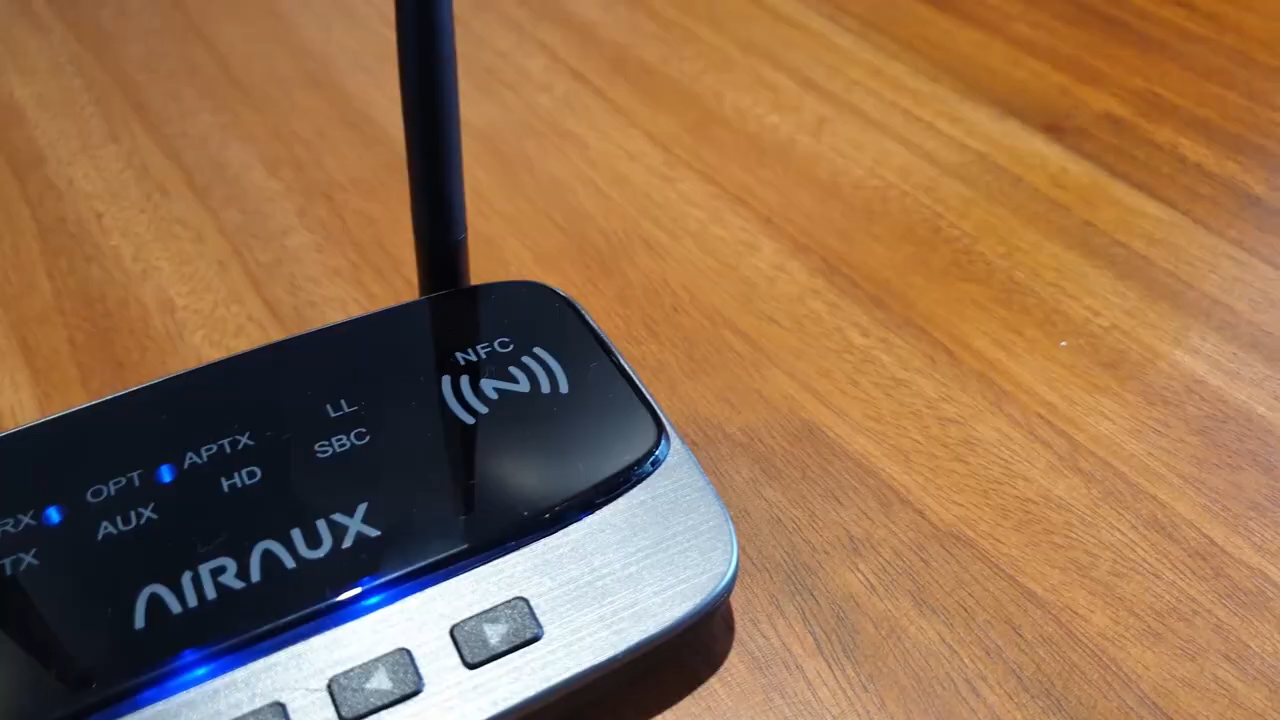 NFC
LL
APTX
SBC
OPT
HD
RX
AUX
TX
AIRAUX